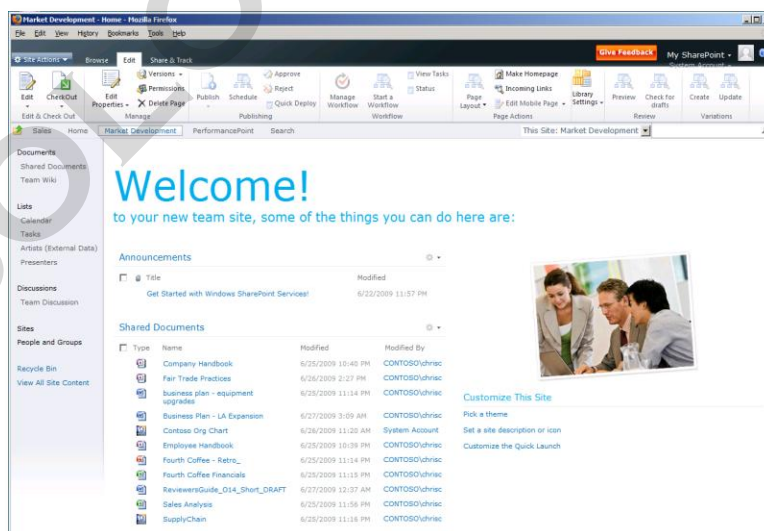 Market Development - Home - Mozilla Firefox
File Edit View History Bookmarks Tools Help
Give Feedback My SharePoint
System Account
Site Actions Browse Edit Share & Track
Edit
CheckOut
Edit & Check Out
Edit Properties
Versions
Permissions
Delete Page
Manage
Publish
Schedule
Approve
Reject
Quick Deploy
Publishing
Manage Workflow
Start a Workflow
View Tasks
Status
Workflow
Page Layout
Make Homepage
Incoming Links
Edit Mobile Page
Library Settings
Page Actions
Preview
Check for drafts
Review
Create
Update
Variations
Sales Home Market Development PerformancePoint Search This Site: Market Development
Documents
Shared Documents
Team Wiki
Lists
Calendar
Tasks
Artists (External Data)
Presenters
Discussions
Team Discussion
Sites
People and Groups
Recycle Bin
View All Site Content
Welcome!
to your new team site, some of the things you can do here are:
Announcements
Title Modified
Get Started with Windows SharePoint Services! 6/22/2009 11:57 PM
Shared Documents
Type Name Modified Modified By
Company Handbook 6/25/2009 10:40 PM CONTOSO\chrisc
Fair Trade Practices 6/26/2009 2:27 PM CONTOSO\chrisc
business plan - equipment upgrades 6/25/2009 11:14 PM CONTOSO\chrisc
Business Plan - LA Expansion 6/27/2009 3:09 AM CONTOSO\chrisc
Contoso Org Chart 6/26/2009 11:20 AM System Account
Employee Handbook 6/25/2009 10:39 PM CONTOSO\chrisc
Fourth Coffee - Retro_ 6/25/2009 11:14 PM CONTOSO\chrisc
Fourth Coffee Financials 6/25/2009 11:15 PM CONTOSO\chrisc
ReviewersGuide_O14_Short_DRAFT 6/27/2009 12:37 AM CONTOSO\chrisc
Sales Analysis 6/25/2009 11:56 PM CONTOSO\chrisc
SupplyChain 6/25/2009 11:16 PM CONTOSO\chrisc
Customize This Site
Pick a theme
Set a site description or icon
Customize the Quick Launch